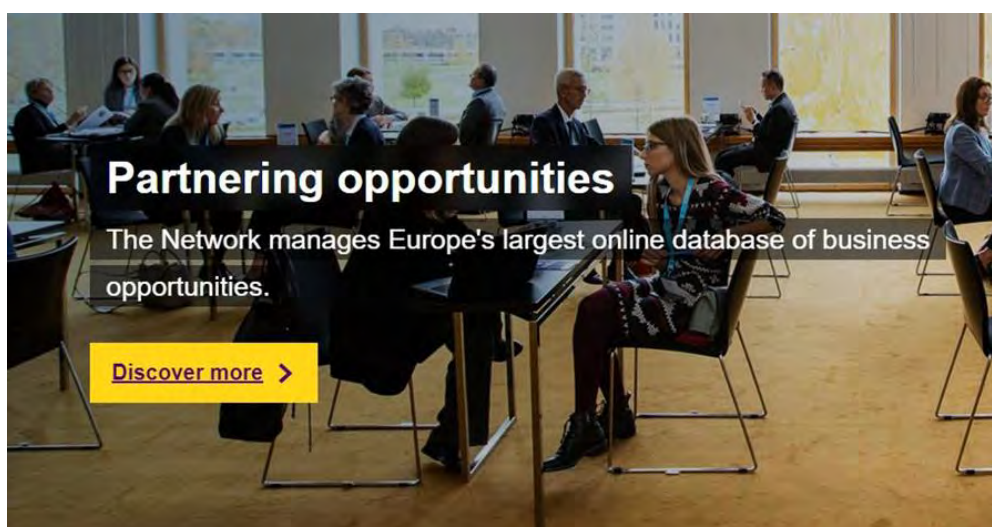 Partnering opportunities
The Network manages Europe's largest online database of business
opportunities.
Discover more